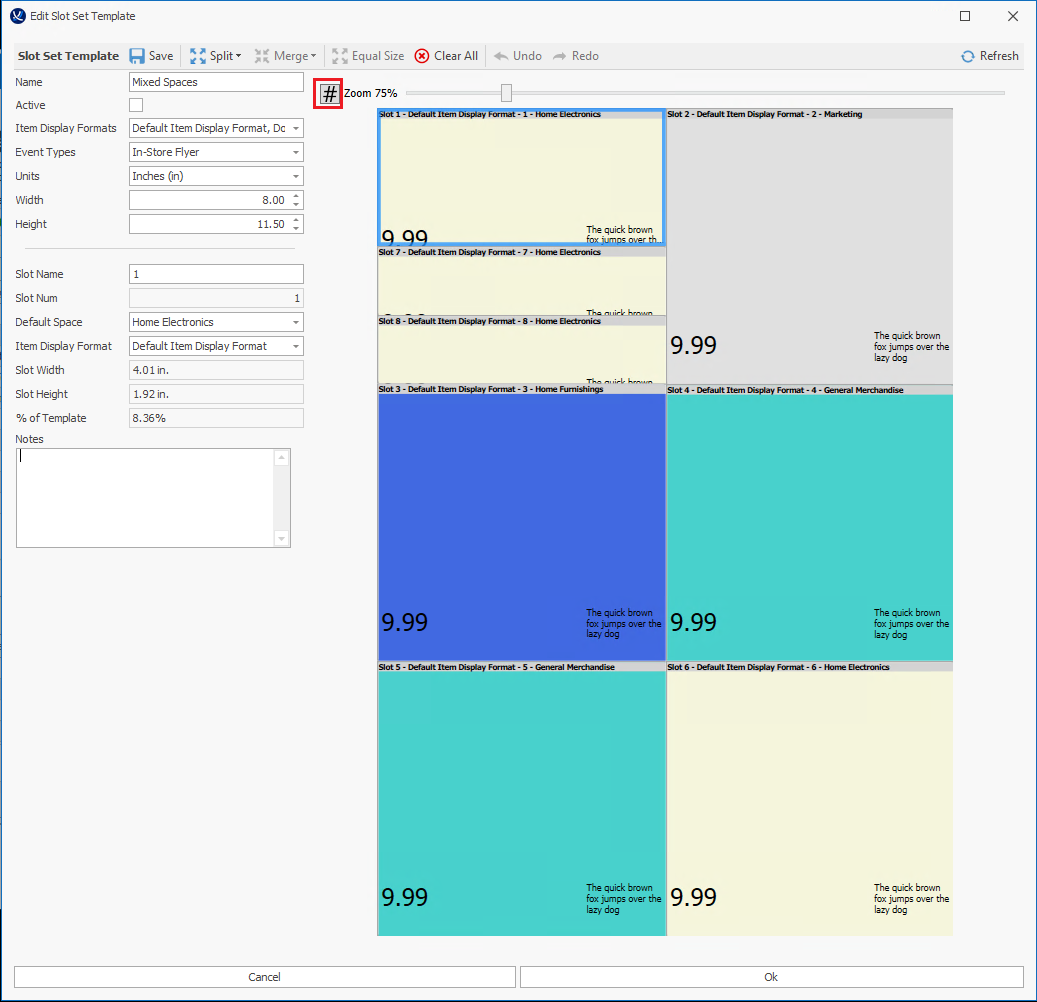 Edit Slot Set Template
Slot Set Template Save Split Merge Equal Size Clear All Undo Redo Refresh
Name Mixed Spaces
Active
Item Display Formats Default Item Display Format, Do
Event Types In-Store Flyer
Units Inches (in)
Width 8.00
Height 11.50
Slot Name 1
Slot Num 1
Default Space Home Electronics
Item Display Format Default Item Display Format
Slot Width 4.01 in.
Slot Height 1.92 in.
% of Template 8.36%
Notes
# Zoom 75%
Slot 1 - Default Item Display Format - 1 - Home Electronics
9.99
The quick brown
fox jumps over th
Slot 2 - Default Item Display Format - 2 - Marketing
9.99
The quick brown
fox jumps over the
lazy dog
Slot 7 - Default Item Display Format - 7 - Home Electronics
The quick brown
Slot 8 - Default Item Display Format - 8 - Home Electronics
The quick brown
Slot 3 - Default Item Display Format - 3 - Home Furnishings
9.99
The quick brown
fox jumps over the
lazy dog
Slot 4 - Default Item Display Format - 4 - General Merchandise
9.99
The quick brown
fox jumps over the
lazy dog
Slot 5 - Default Item Display Format - 5 - General Merchandise
9.99
The quick brown
fox jumps over the
lazy dog
Slot 6 - Default Item Display Format - 6 - Home Electronics
9.99
The quick brown
fox jumps over the
lazy dog
Cancel Ok